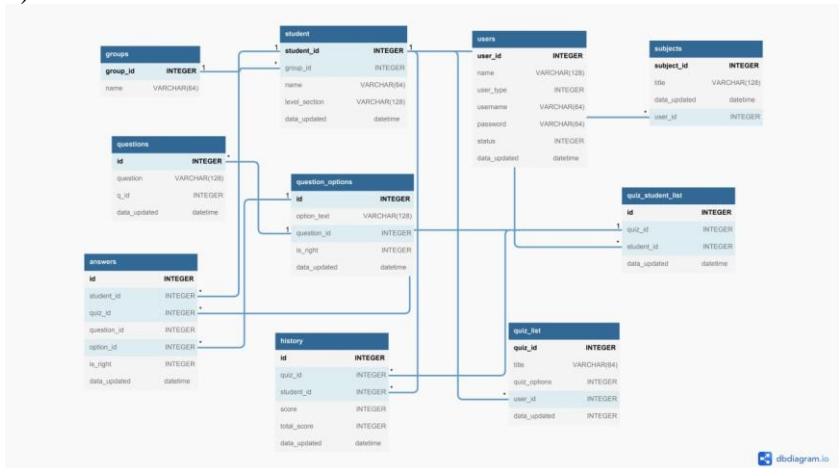 groups
group_id INTEGER 1
name VARCHAR(64)
student
1 student_id INTEGER 1
* group_id INTEGER
name VARCHAR(64)
level_section VARCHAR(128)
data_updated datetime
users
user_id INTEGER
name VARCHAR(128)
user_type INTEGER
username VARCHAR(64)
password VARCHAR(64)
status INTEGER
data_updated datetime
subjects
subject_id INTEGER
title VARCHAR(128)
data_updated datetime
* user_id INTEGER
questions
id INTEGER *
question VARCHAR(128)
q_id INTEGER
data_updated datetime
question_options
1 id INTEGER
option_text VARCHAR(128)
1 question_id INTEGER
is_right INTEGER
data_updated datetime
quiz_student_list
id INTEGER
1 quiz_id INTEGER
* student_id INTEGER
data_updated datetime
answers
id INTEGER
student_id INTEGER *
quiz_id INTEGER *
question_id INTEGER
option_id INTEGER *
is_right INTEGER
data_updated datetime
history
id INTEGER
quiz_id INTEGER *
student_id INTEGER *
score INTEGER
total_score INTEGER
data_updated datetime
quiz_list
quiz_id INTEGER
title VARCHAR(64)
quiz_options INTEGER
* user_id INTEGER
data_updated INTEGER
dbdiagram.io